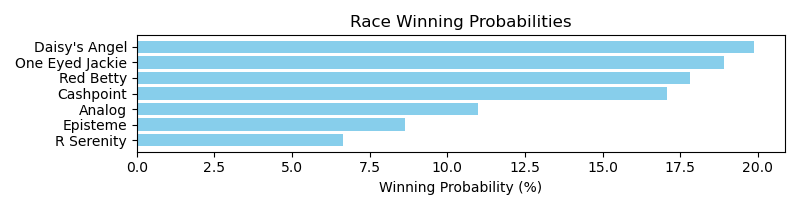 Race Winning Probabilities
Daisy's Angel
One Eyed Jackie
Red Betty
Cashpoint
Analog
Episteme
R Serenity
0.0 2.5 5.0 7.5 10.0 12.5 15.0 17.5 20.0
Winning Probability (%)